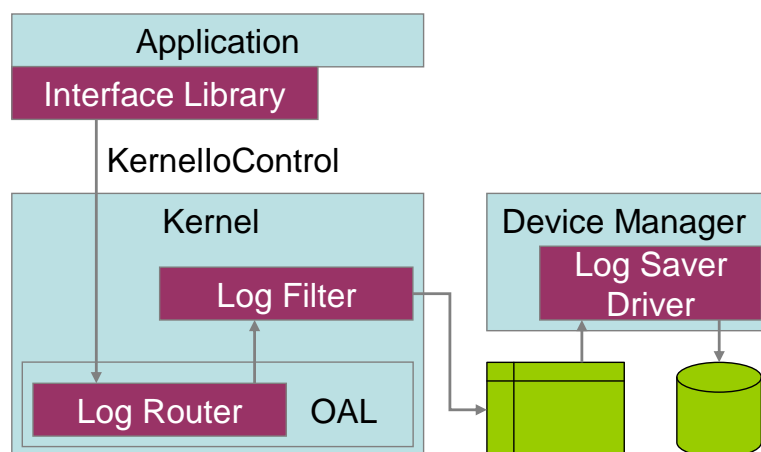 Application
Interface Library
KernelIoControl
Kernel
Device Manager
Log Filter
Log Saver
Driver
Log Router
OAL